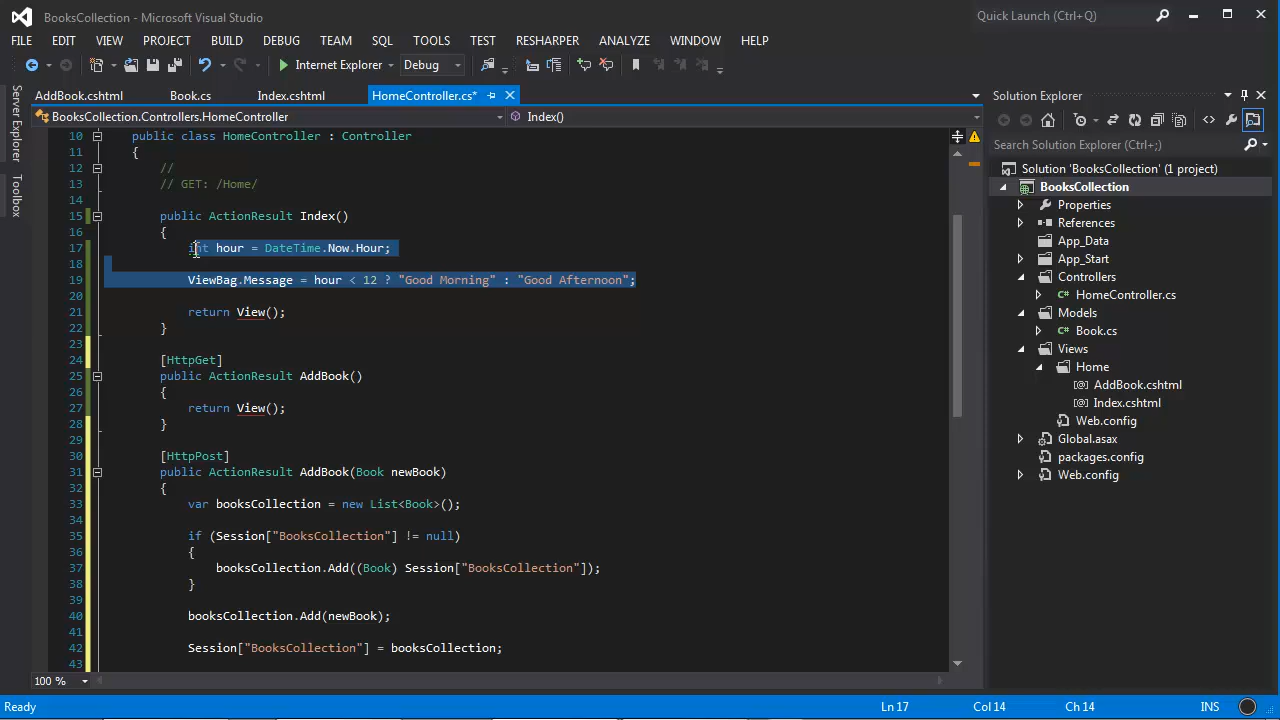 BooksCollection - Microsoft Visual Studio
Quick Launch (Ctrl+Q)
FILE EDIT VIEW PROJECT BUILD DEBUG TEAM SQL TOOLS TEST RESHARPER ANALYZE WINDOW HELP
Internet Explorer Debug
Server Explorer
Toolbox
AddBook.cshtml Book.cs Index.cshtml HomeController.cs*
BooksCollection.Controllers.HomeController Index()
10 public class HomeController : Controller
11 {
12 //
13 // GET: /Home/
14
15 public ActionResult Index()
16 {
17 int hour = DateTime.Now.Hour;
18
19 ViewBag.Message = hour < 12 ? "Good Morning" : "Good Afternoon";
20
21 return View();
22 }
23
24 [HttpGet]
25 public ActionResult AddBook()
26 {
27 return View();
28 }
29
30 [HttpPost]
31 public ActionResult AddBook(Book newBook)
32 {
33 var booksCollection = new List<Book>();
34
35 if (Session["BooksCollection"] != null)
36 {
37 booksCollection.Add((Book) Session["BooksCollection"]);
38 }
39
40 booksCollection.Add(newBook);
41
42 Session["BooksCollection"] = booksCollection;
43
100 %
Solution Explorer
Search Solution Explorer (Ctrl+;)
Solution 'BooksCollection' (1 project)
BooksCollection
Properties
References
App_Data
App_Start
Controllers
HomeController.cs
Models
Book.cs
Views
Home
AddBook.cshtml
Index.cshtml
Web.config
Global.asax
packages.config
Web.config
Ready Ln 17 Col 14 Ch 14 INS